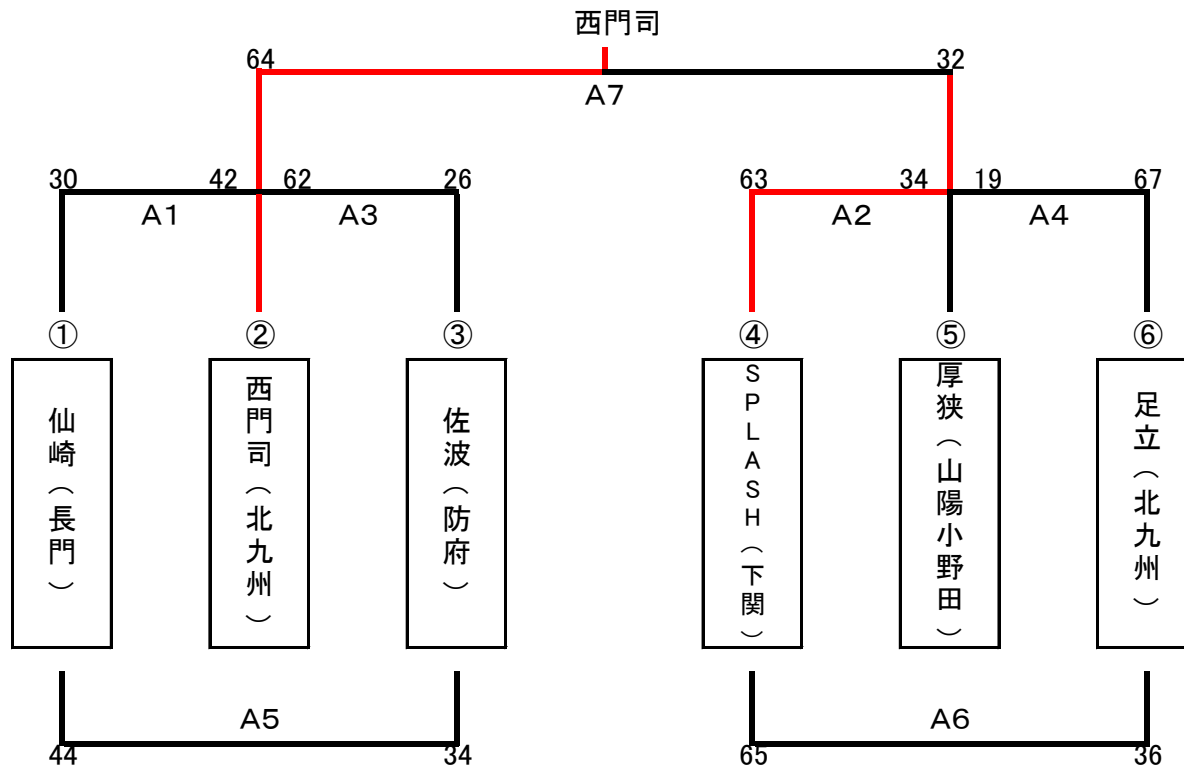 西門司
64
32
A7
30
42
62
26
63
34
19
67
A1
A3
A2
A4
①
②
③
④
⑤
⑥
仙崎（長門）
西門司（北九州）
佐波（防府）
SPLASH（下関）
厚狭（山陽小野田）
足立（北九州）
A5
A6
44
34
65
36